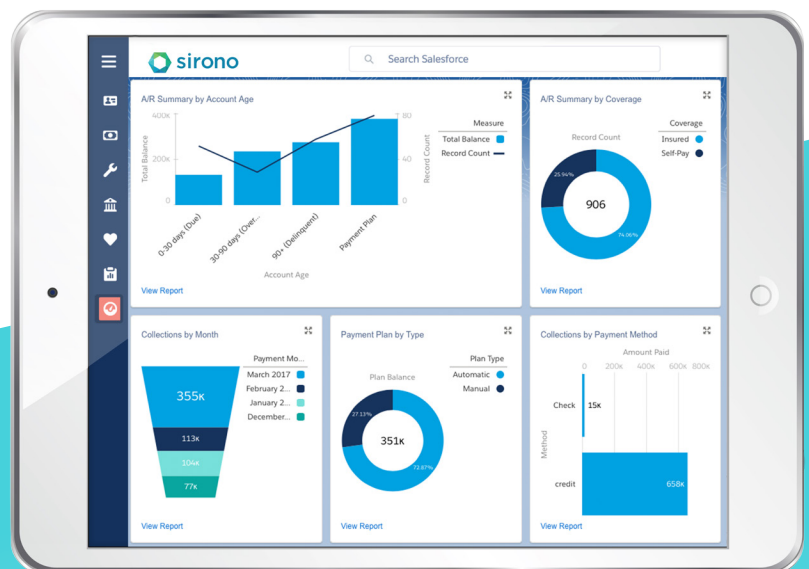 sirono
Search Salesforce
A/R Summary by Account Age
400K
200K
0
Total Balance
80
40
0
Record Count
0-30 days (Due)
30-90 days (Over...
90+ (Delinquent)
Payment Plan
Account Age
Measure
Total Balance
Record Count
View Report
A/R Summary by Coverage
Record Count
Coverage
Insured
Self-Pay
25.94%
906
74.06%
View Report
Collections by Month
Payment Mo...
March 2017
February 2...
January 2...
December...
355K
113K
104K
77K
View Report
Payment Plan by Type
Plan Balance
Plan Type
Automatic
Manual
27.13%
351K
72.87%
View Report
Collections by Payment Method
Amount Paid
0 200K 400K 600K 800K
Method
Check 15K
credit 658K
View Report